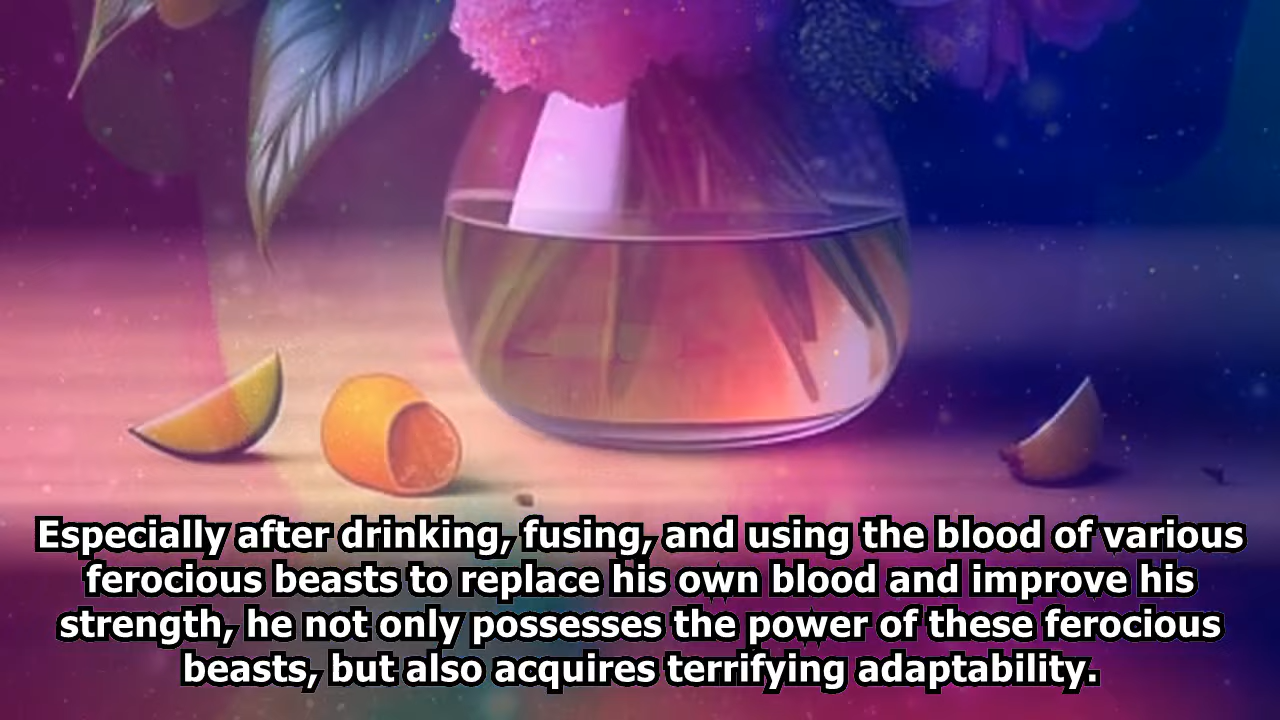 Especially after drinking, fusing, and using the blood of various
ferocious beasts to replace his own blood and improve his
strength, he not only possesses the power of these ferocious
beasts, but also acquires terrifying adaptability.